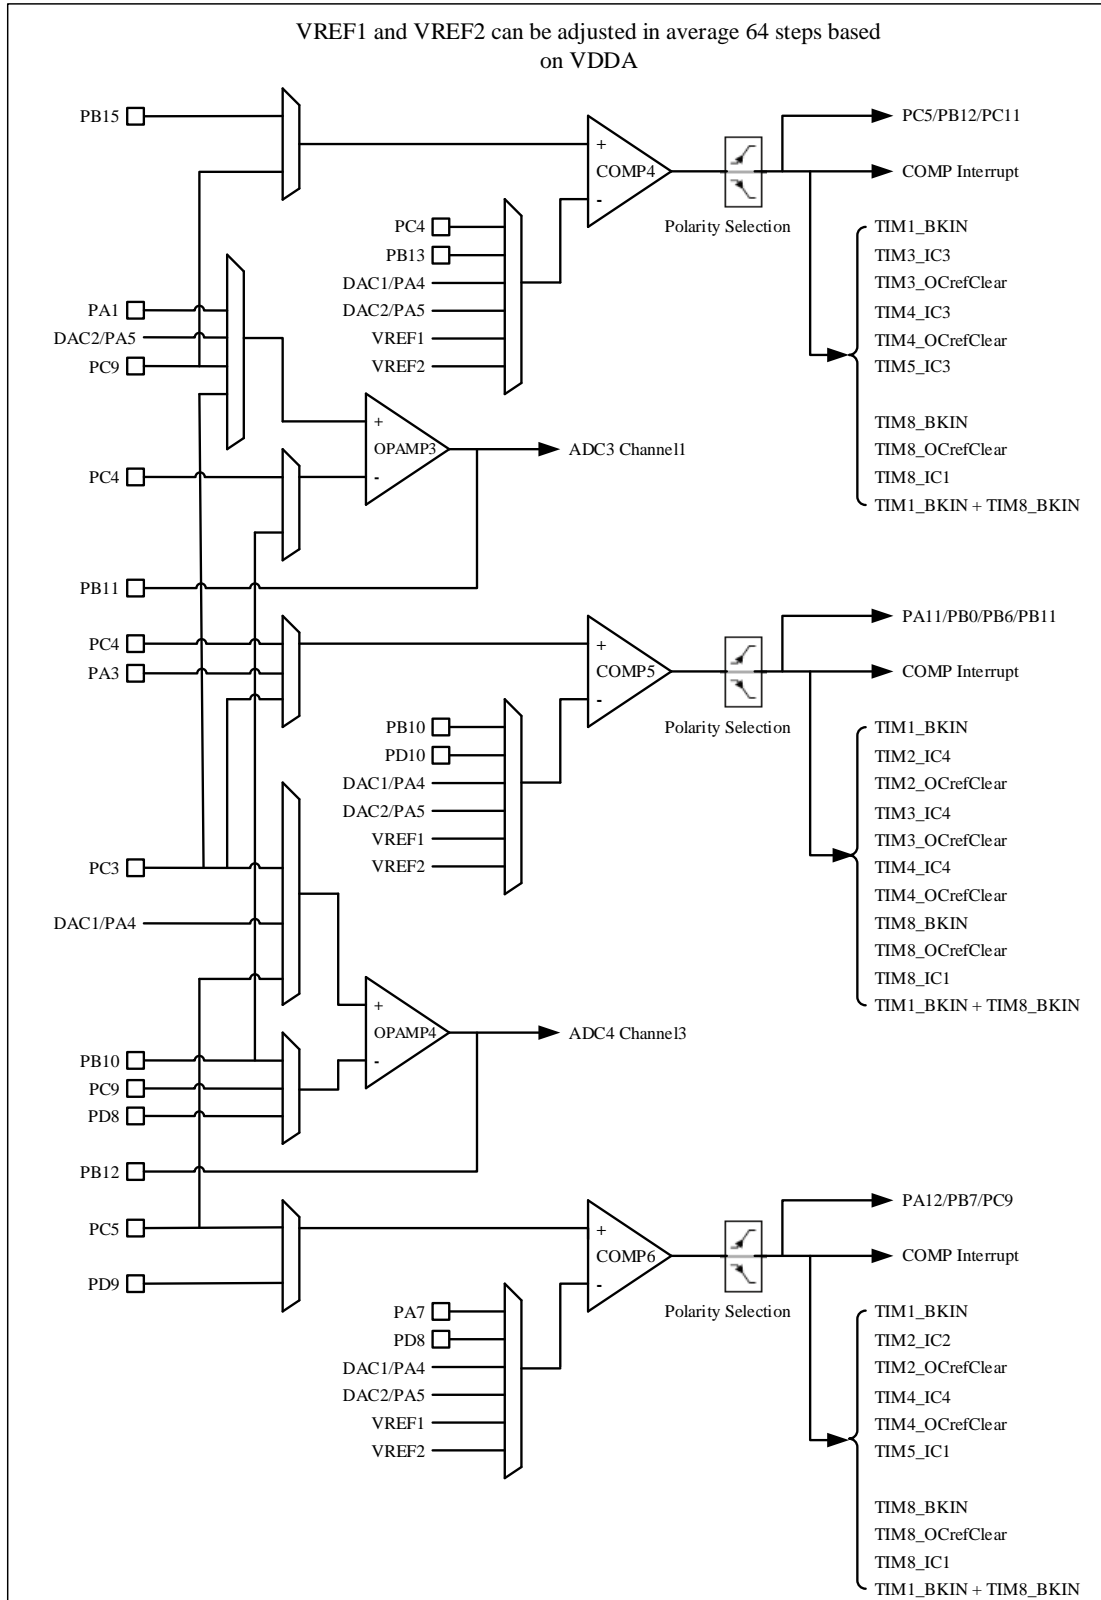 VREF1 and VREF2 can be adjusted in average 64 steps based
on VDDA
PB15
PC5/PB12/PC11
+
COMP4
-
COMP Interrupt
Polarity Selection
PC4
PB13
DAC1/PA4
DAC2/PA5
VREF1
VREF2
TIM1_BKIN
TIM3_IC3
TIM3_OCrefClear
TIM4_IC3
TIM4_OCrefClear
TIM5_IC3
TIM8_BKIN
TIM8_OCrefClear
TIM8_IC1
TIM1_BKIN + TIM8_BKIN
PA1
DAC2/PA5
PC9
+
OPAMP3
-
ADC3 Channel1
PC4
PB11
PC4
PA3
+
COMP5
-
PA11/PB0/PB6/PB11
COMP Interrupt
Polarity Selection
PB10
PD10
DAC1/PA4
DAC2/PA5
VREF1
VREF2
TIM1_BKIN
TIM2_IC4
TIM2_OCrefClear
TIM3_IC4
TIM3_OCrefClear
TIM4_IC4
TIM4_OCrefClear
TIM8_BKIN
TIM8_OCrefClear
TIM8_IC1
TIM1_BKIN + TIM8_BKIN
PC3
DAC1/PA4
+
OPAMP4
-
ADC4 Channel3
PB10
PC9
PD8
PB12
PC5
PD9
+
COMP6
-
PA12/PB7/PC9
COMP Interrupt
Polarity Selection
PA7
PD8
DAC1/PA4
DAC2/PA5
VREF1
VREF2
TIM1_BKIN
TIM2_IC2
TIM2_OCrefClear
TIM4_IC4
TIM4_OCrefClear
TIM5_IC1
TIM8_BKIN
TIM8_OCrefClear
TIM8_IC1
TIM1_BKIN + TIM8_BKIN